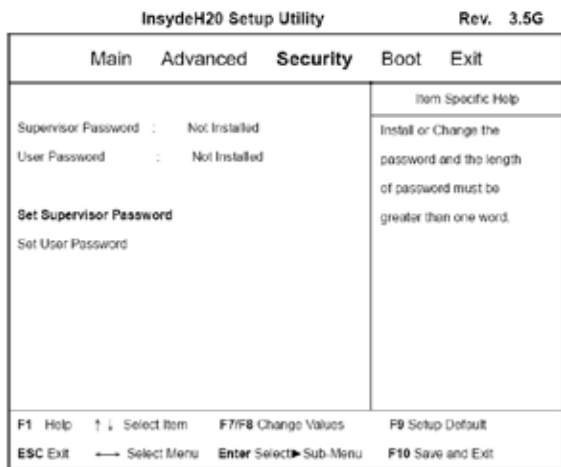 InsydeH20 Setup Utility Rev. 3.5G
Main Advanced Security Boot Exit
Item Specific Help
Supervisor Password : Not Installed
User Password : Not Installed
Set Supervisor Password
Set User Password
Install or Change the
password and the length
of password must be
greater than one word.
F1 Help ↑ ↓ Select Item F7/F8 Change Values F9 Setup Default
ESC Exit ←→ Select Menu Enter Select▶Sub-Menu F10 Save and Exit